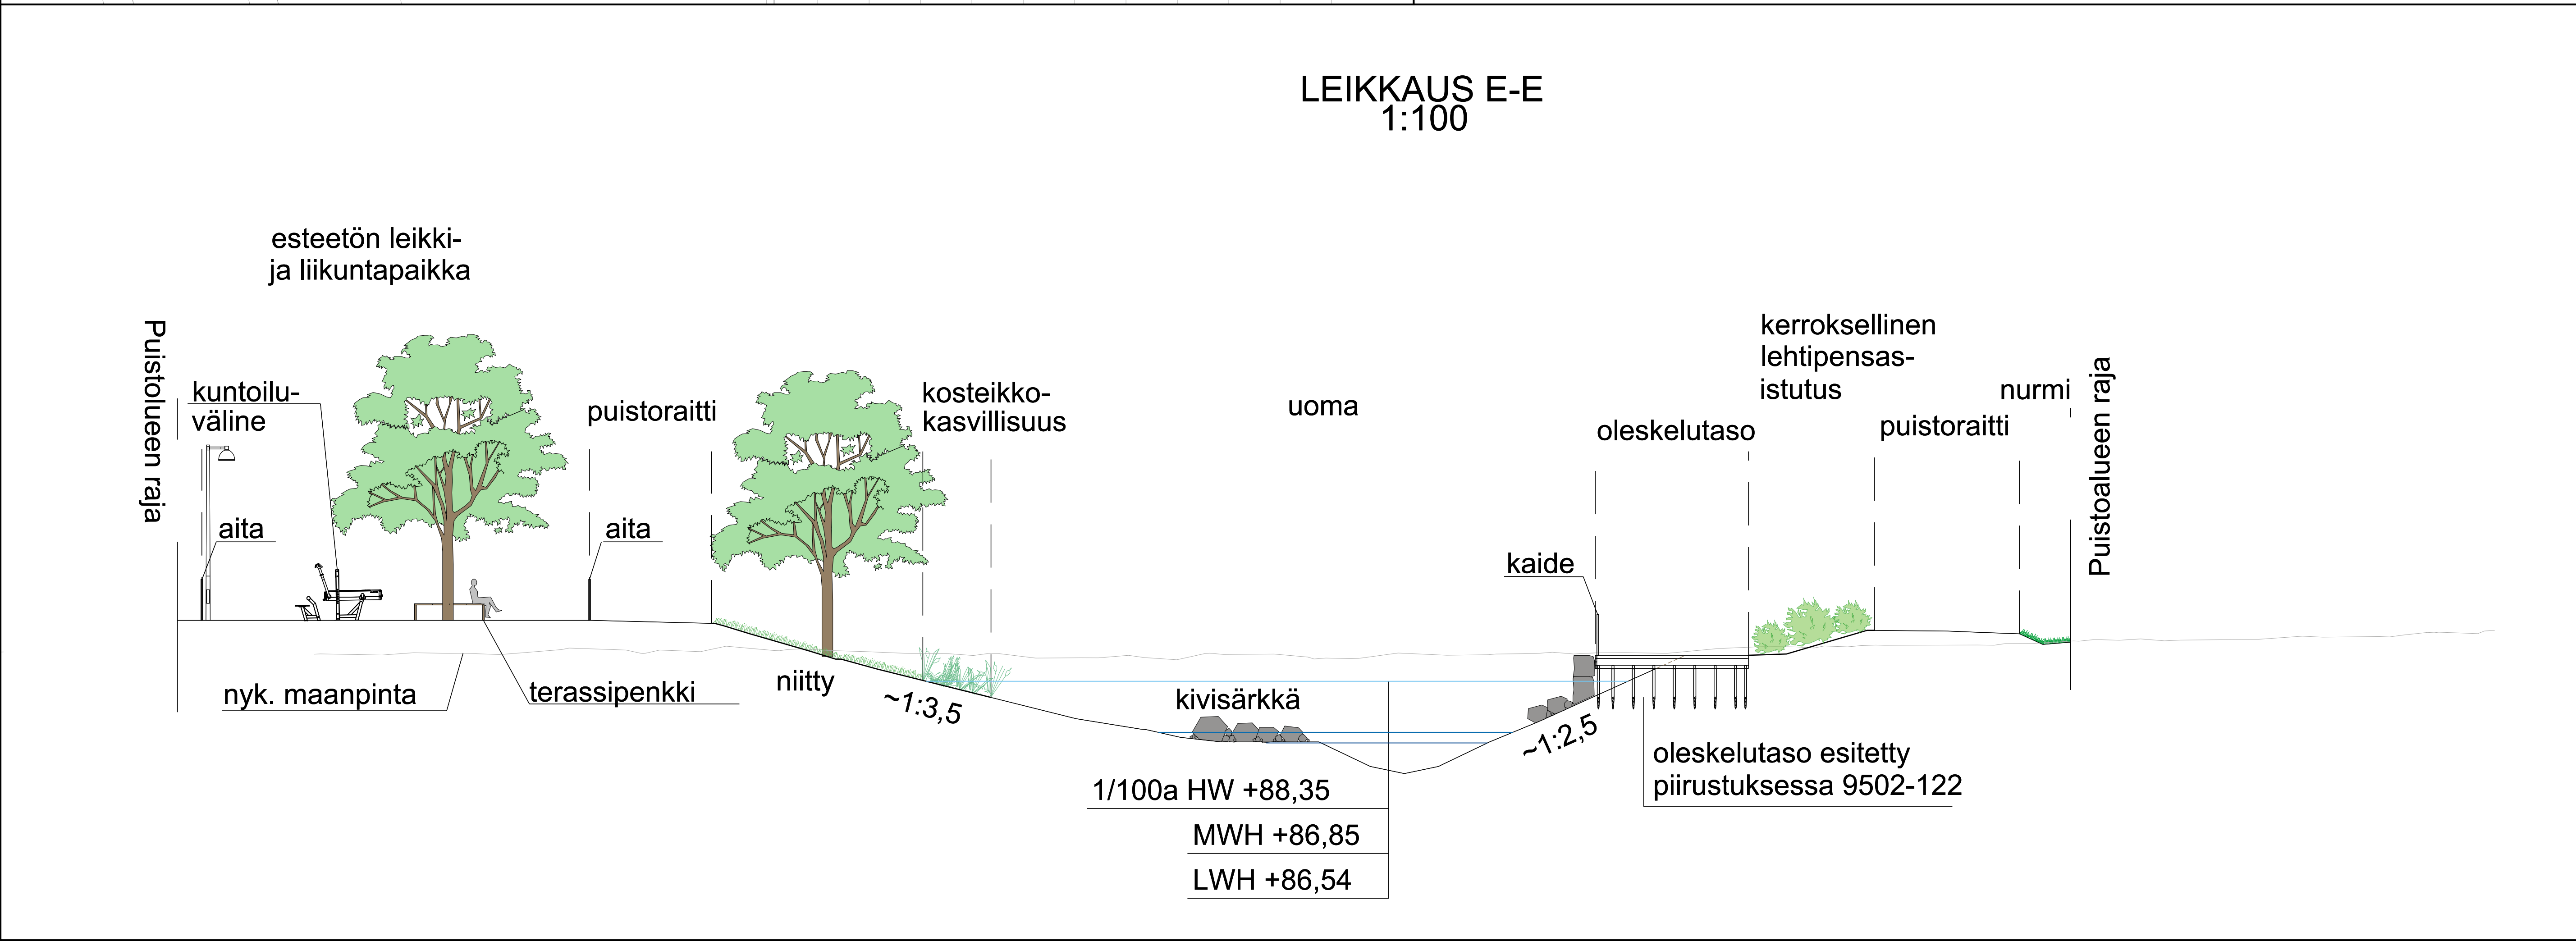 LEIKKAUS E-E
1:100
esteetön leikki-
ja liikuntapaikka
Puistolueen raja
kuntoilu-
väline
aita
puistoraitti
aita
kosteikko-
kasvillisuus
uoma
kaide
oleskelutaso
kerroksellinen
lehtipensas-
istutus
puistoraitti
nurmi
Puistoalueen raja
nyk. maanpinta
terassipenkki
niitty
~1:3,5
kivisärkkä
~1:2,5
1/100a HW +88,35
MWH +86,85
LWH +86,54
oleskelutaso esitetty
piirustuksessa 9502-122